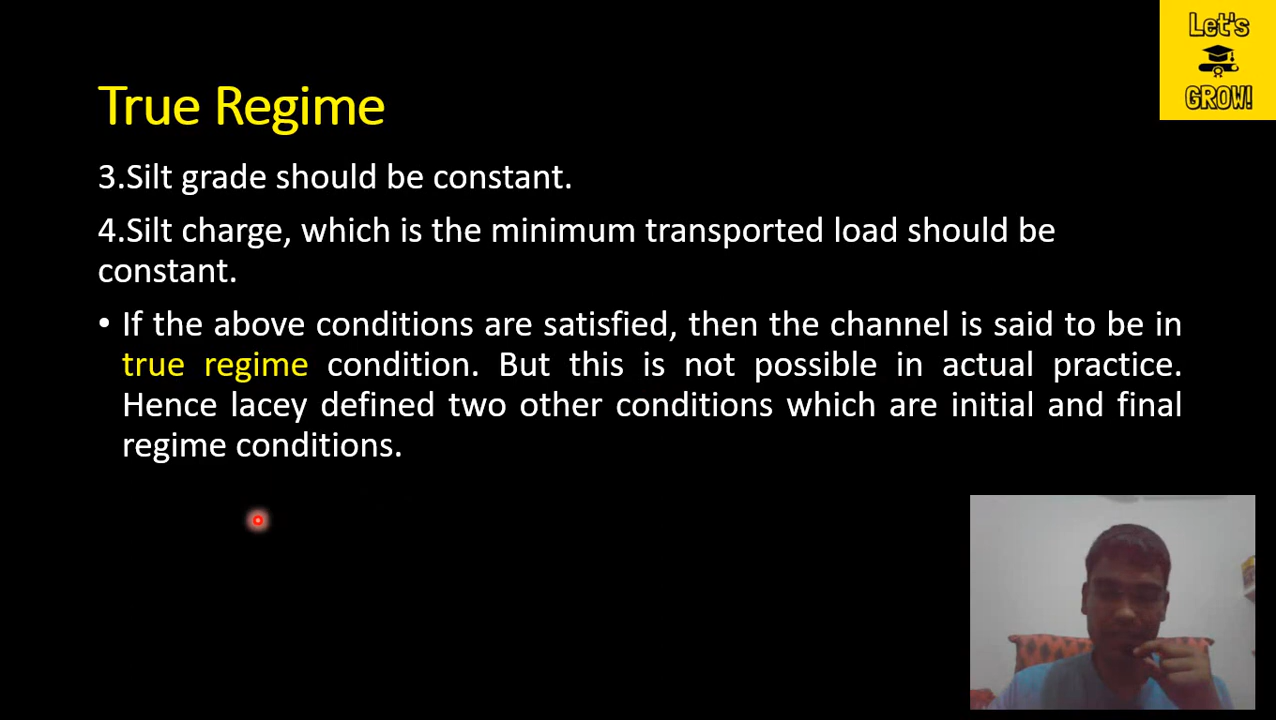 Let's
GROW!
True Regime
3.Silt grade should be constant.
4.Silt charge, which is the minimum transported load should be
constant.
• If the above conditions are satisfied, then the channel is said to be in
true regime condition. But this is not possible in actual practice.
Hence lacey defined two other conditions which are initial and final
regime conditions.